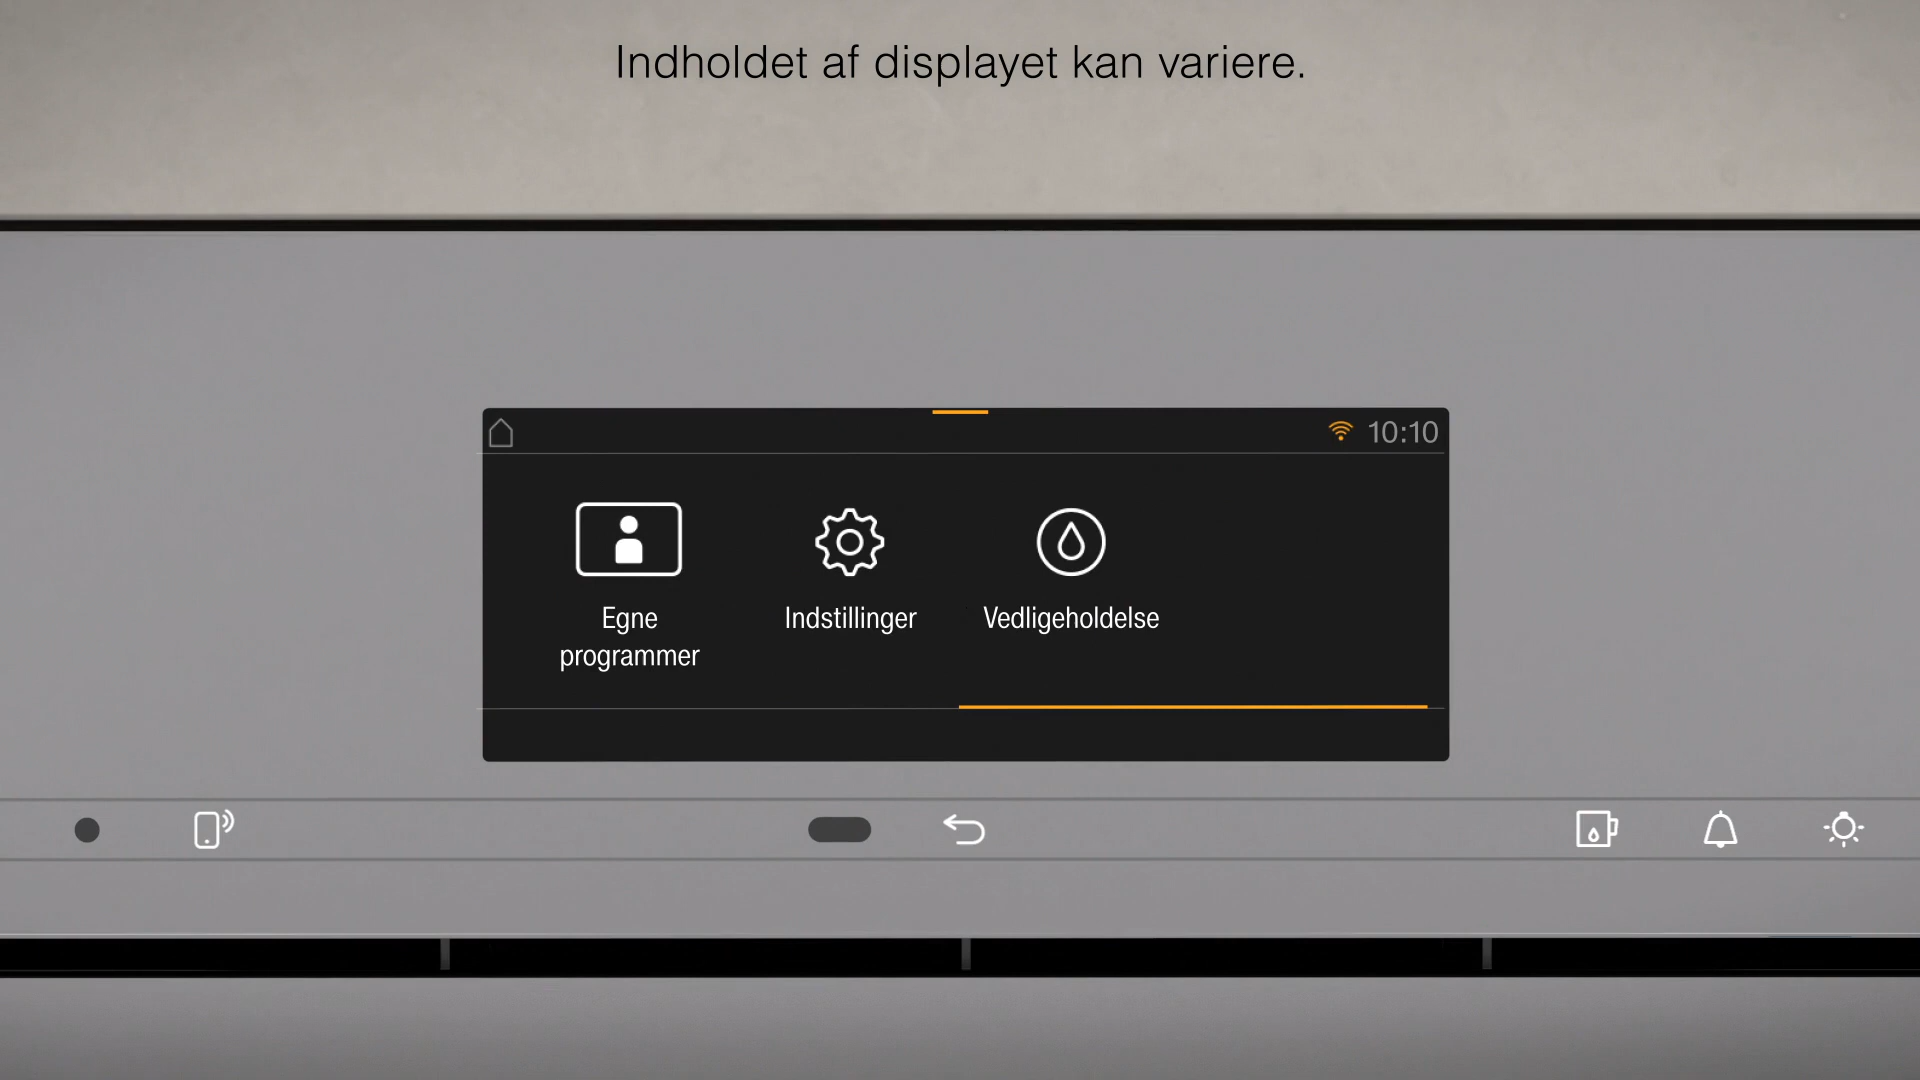 Indholdet af displayet kan variere.
10:10
Egne
programmer
Indstillinger
Vedligeholdelse